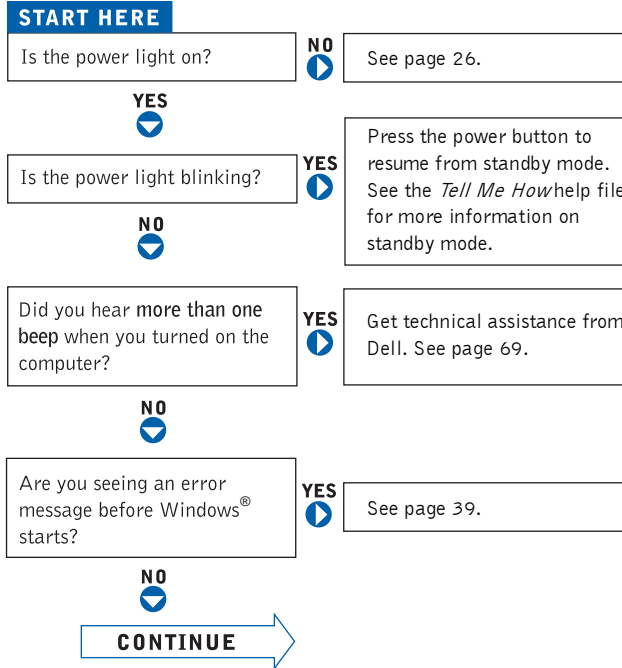 START HERE
Is the power light on?
NO
See page 26.
YES
Is the power light blinking?
YES
Press the power button to
resume from standby mode.
See the Tell Me How help file
for more information on
standby mode.
NO
Did you hear more than one
beep when you turned on the
computer?
YES
Get technical assistance from
Dell. See page 69.
NO
Are you seeing an error
message before Windows®
starts?
YES
See page 39.
NO
CONTINUE